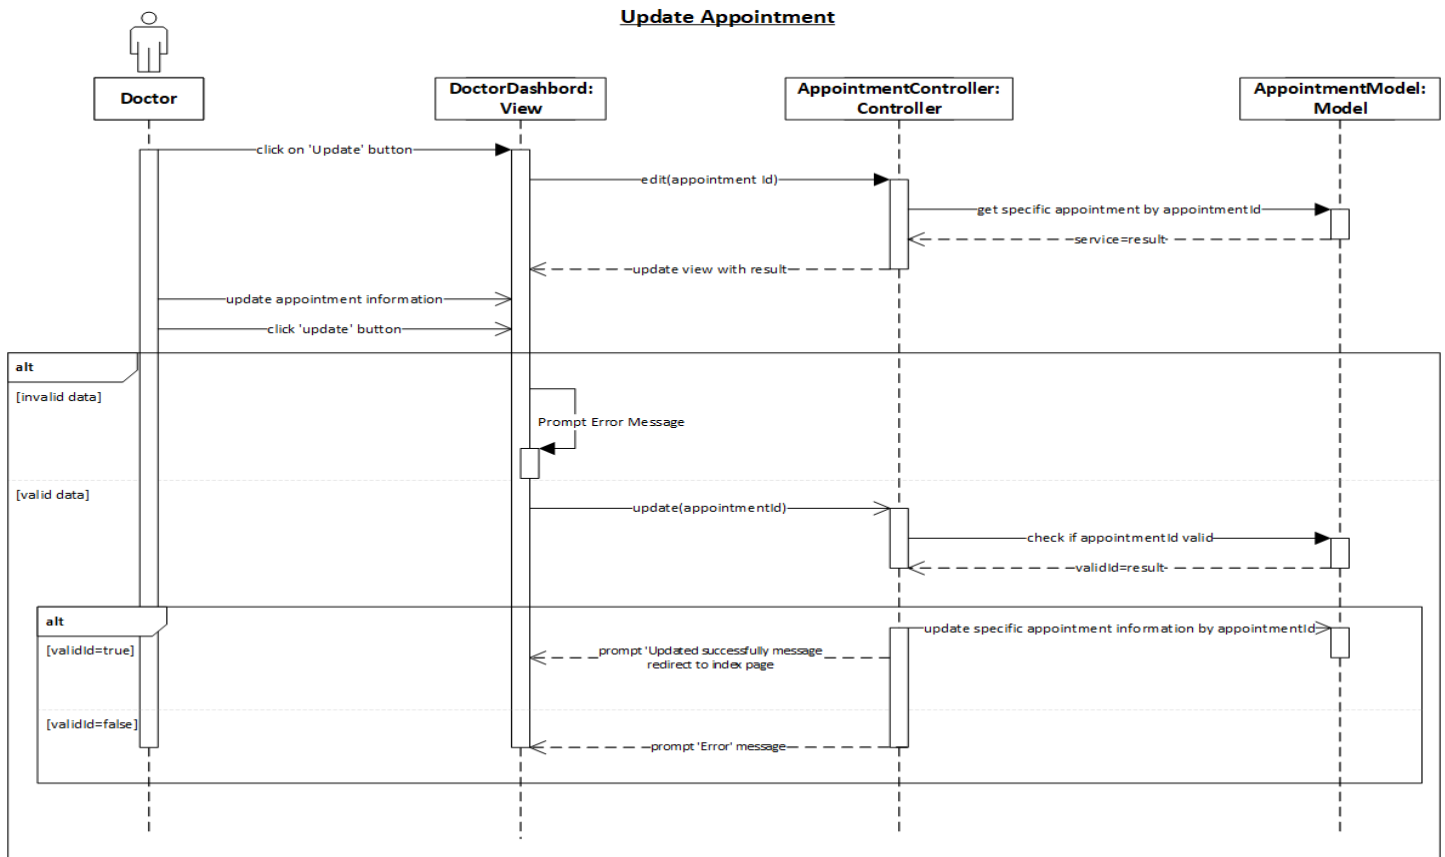 Update Appointment
Doctor
DoctorDashbord:
View
AppointmentController:
Controller
AppointmentModel:
Model
click on 'Update' button
edit(appointment Id)
get specific appointment by appointmentId
service=result
update view with result
update appointment information
click 'update' button
alt
[invalid data]
Prompt Error Message
[valid data]
update(appointmentId)
check if appointmentId valid
validId=result
alt
update specific appointment information by appointmentId
[validId=true]
prompt 'Updated successfully message
redirect to index page
[validId=false]
prompt 'Error' message